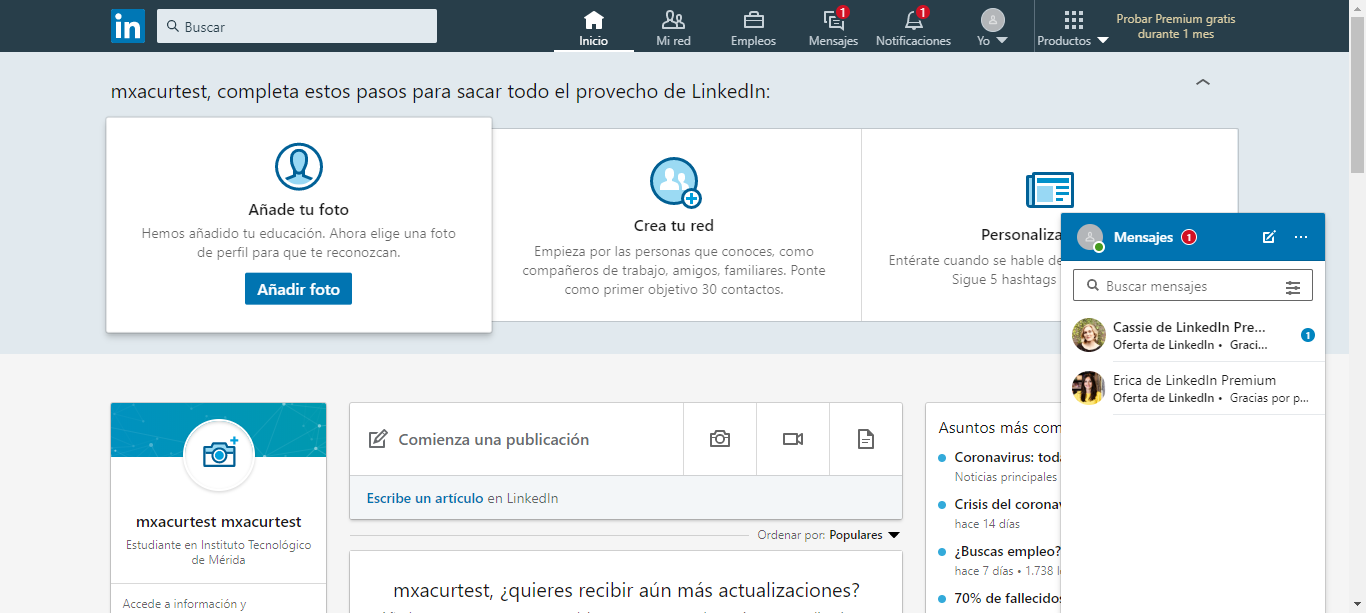 in
Buscar
Inicio
Mi red
Empleos
1
Mensajes
1
Notificaciones
Yo
Productos
Probar Premium gratis
durante 1 mes
mxacurtest, completa estos pasos para sacar todo el provecho de LinkedIn:
Añade tu foto
Hemos añadido tu educación. Ahora elige una foto
de perfil para que te reconozcan.
Añadir foto
Crea tu red
Empieza por las personas que conoces, como
compañeros de trabajo, amigos, familiares. Ponte
como primer objetivo 30 contactos.
Personaliza
Entérate cuando se hable de
Sigue 5 hashtags
Mensajes 1
Buscar mensajes
Cassie de LinkedIn Pre...
Oferta de LinkedIn • Graci...
1
Erica de LinkedIn Premium
Oferta de LinkedIn • Gracias por p...
mxacurtest mxacurtest
Estudiante en Instituto Tecnológico
de Mérida
Accede a información y
Comienza una publicación
Escribe un artículo en LinkedIn
Ordenar por: Populares
mxacurtest, ¿quieres recibir aún más actualizaciones?
Asuntos más com
Coronavirus: toda
Noticias principales
Crisis del coronav
hace 14 días
¿Buscas empleo?
hace 7 días • 1.738 l
70% de fallecidos